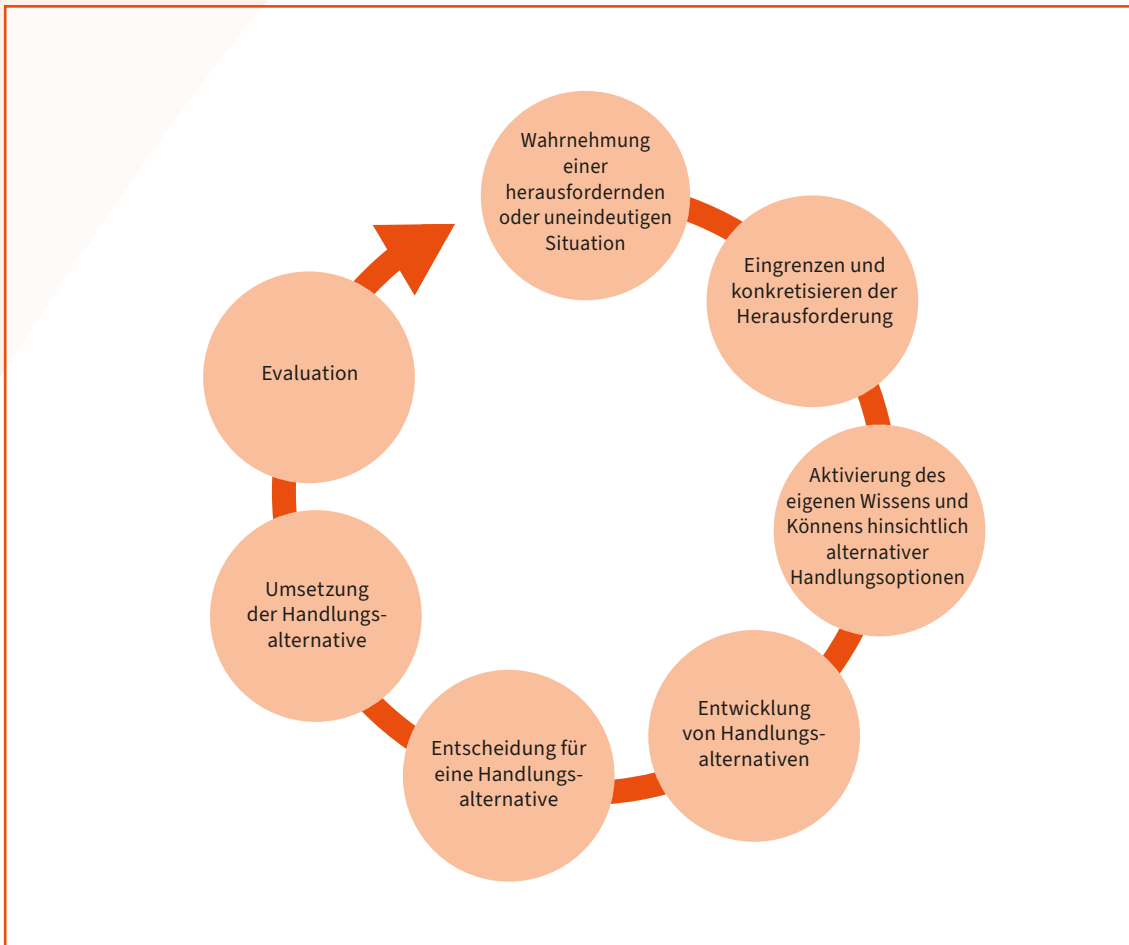 Wahrnehmung
einer
herausfordernden
oder uneindeutigen
Situation
Eingrenzen und
konkretisieren der
Herausforderung
Aktivierung des
eigenen Wissens und
Könnens hinsichtlich
alternativer
Handlungsoptionen
Entwicklung
von Handlungs-
alternativen
Entscheidung für
eine Handlungs-
alternative
Umsetzung
der Handlungs-
alternative
Evaluation